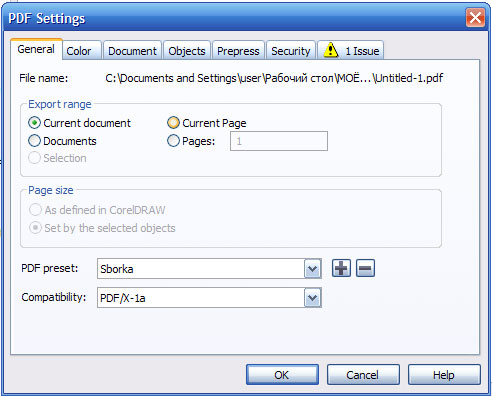 PDF Settings
General Color Document Objects Prepress Security 1 Issue
File name: C:\Documents and Settings\user\Рабочий стол\МОЁ...\Untitled-1.pdf
Export range
Current document Current Page
Documents Pages: 1
Selection
Page size
As defined in CorelDRAW
Set by the selected objects
PDF preset: Sborka
Compatibility: PDF/X-1a
OK Cancel Help